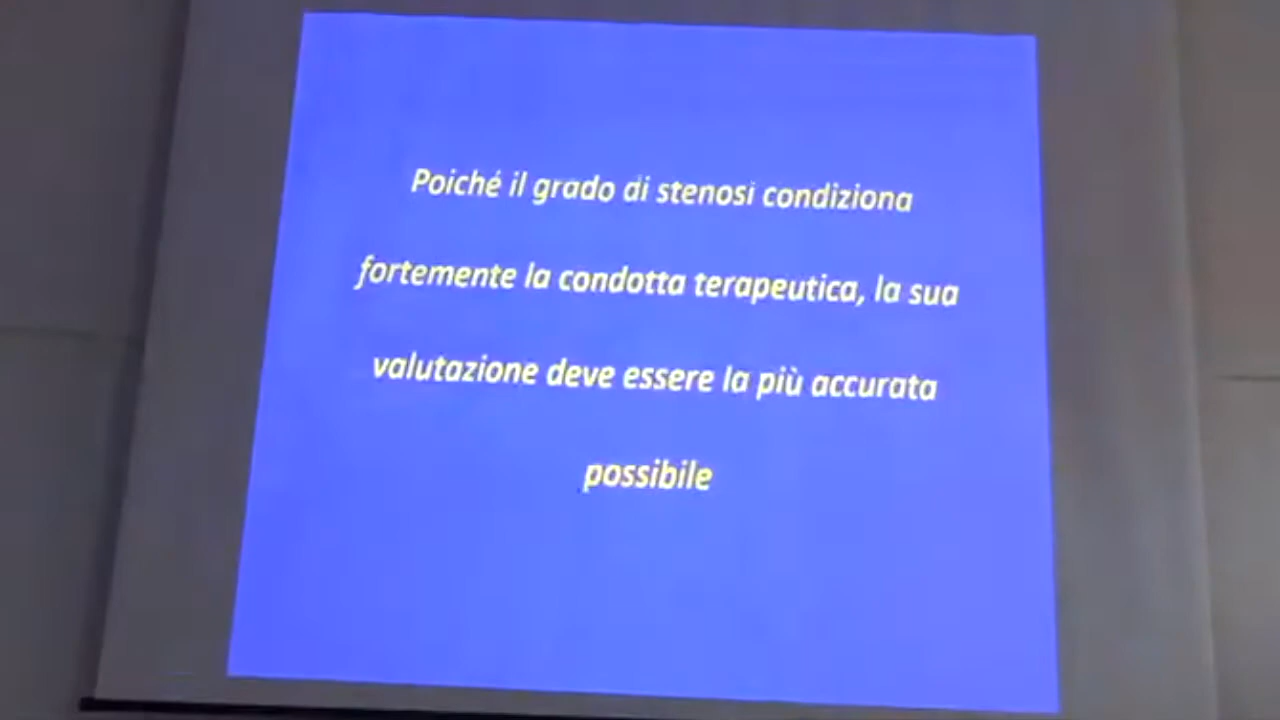 Poiché il grado di stenosi condiziona
fortemente la condotta terapeutica, la sua
valutazione deve essere la più accurata
possibile